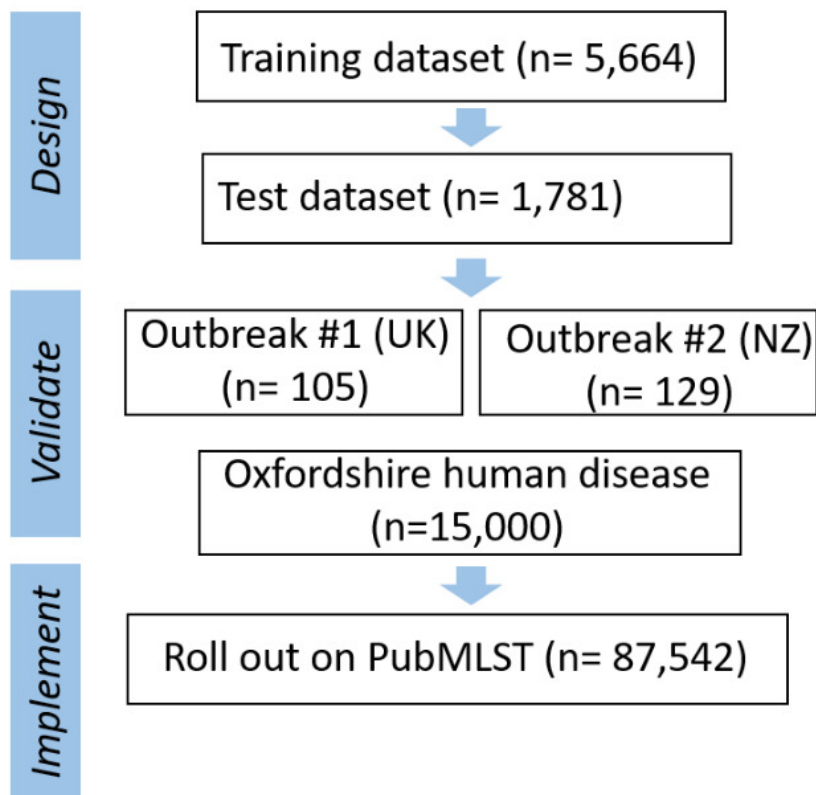 Design
Training dataset (n= 5,664)
Test dataset (n= 1,781)
Validate
Outbreak #1 (UK)
(n= 105)
Outbreak #2 (NZ)
(n= 129)
Oxfordshire human disease
(n=15,000)
Implement
Roll out on PubMLST (n= 87,542)